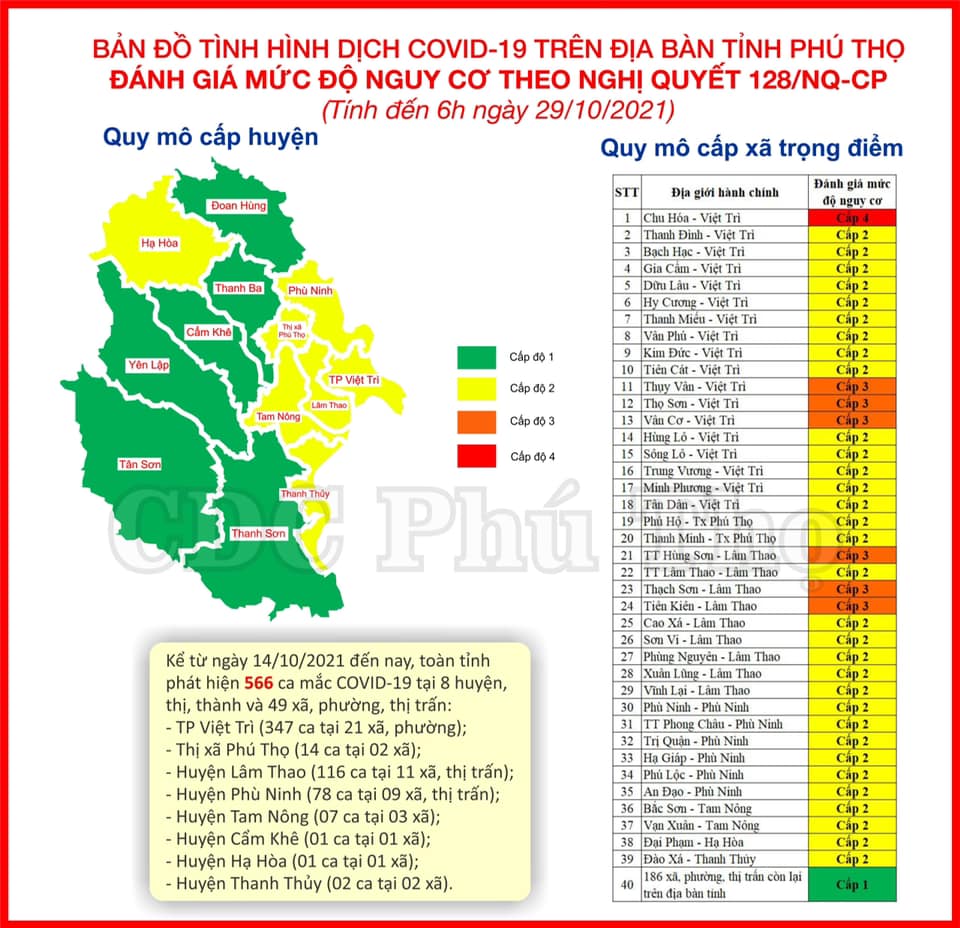 BẢN ĐỒ TÌNH HÌNH DỊCH COVID-19 TRÊN ĐỊA BÀN TỈNH PHÚ THỌ
ĐÁNH GIÁ MỨC ĐỘ NGUY CƠ THEO NGHỊ QUYẾT 128/NQ-CP
(Tính đến 6h ngày 29/10/2021)
Quy mô cấp huyện
Đoan Hùng
Hạ Hòa
Thanh Ba
Phù Ninh
Cẩm Khê
Thị xã
Phú Thọ
Yên Lập
TP Việt Trì
Lâm Thao
Tam Nông
Tân Sơn
Thanh Thủy
Thanh Sơn
Cấp độ 1
Cấp độ 2
Cấp độ 3
Cấp độ 4
CDC Phú Thọ
Kể từ ngày 14/10/2021 đến nay, toàn tỉnh
phát hiện 566 ca mắc COVID-19 tại 8 huyện,
thị, thành và 49 xã, phường, thị trấn:
- TP Việt Trì (347 ca tại 21 xã, phường);
- Thị xã Phú Thọ (14 ca tại 02 xã);
- Huyện Lâm Thao (116 ca tại 11 xã, thị trấn);
- Huyện Phù Ninh (78 ca tại 09 xã, thị trấn);
- Huyện Tam Nông (07 ca tại 03 xã);
- Huyện Cẩm Khê (01 ca tại 01 xã);
- Huyện Hạ Hòa (01 ca tại 01 xã);
- Huyện Thanh Thủy (02 ca tại 02 xã).
Quy mô cấp xã trọng điểm
STT Địa giới hành chính Đánh giá mức
độ nguy cơ
1 Chu Hóa - Việt Trì Cấp 4
2 Thanh Đình - Việt Trì Cấp 2
3 Bạch Hạc - Việt Trì Cấp 2
4 Gia Cẩm - Việt Trì Cấp 2
5 Dữu Lâu - Việt Trì Cấp 2
6 Hy Cương - Việt Trì Cấp 2
7 Thanh Miếu - Việt Trì Cấp 2
8 Vân Phú - Việt Trì Cấp 2
9 Kim Đức - Việt Trì Cấp 2
10 Tiên Cát - Việt Trì Cấp 2
11 Thụy Vân - Việt Trì Cấp 3
12 Thọ Sơn - Việt Trì Cấp 3
13 Vân Cơ - Việt Trì Cấp 3
14 Hùng Lô - Việt Trì Cấp 2
15 Sông Lô - Việt Trì Cấp 2
16 Trưng Vương - Việt Trì Cấp 2
17 Minh Phương - Việt Trì Cấp 2
18 Tân Dân - Việt Trì Cấp 2
19 Phú Hộ - Tx Phú Thọ Cấp 2
20 Thanh Minh - Tx Phú Thọ Cấp 2
21 TT Hùng Sơn - Lâm Thao Cấp 3
22 TT Lâm Thao - Lâm Thao Cấp 2
23 Thạch Sơn - Lâm Thao Cấp 3
24 Tiên Kiên - Lâm Thao Cấp 3
25 Cao Xá - Lâm Thao Cấp 2
26 Sơn Vi - Lâm Thao Cấp 2
27 Phùng Nguyên - Lâm Thao Cấp 2
28 Xuân Lũng - Lâm Thao Cấp 2
29 Vĩnh Lại - Lâm Thao Cấp 2
30 Phù Ninh - Phù Ninh Cấp 2
31 TT Phong Châu - Phù Ninh Cấp 2
32 Trị Quận - Phù Ninh Cấp 2
33 Hạ Giáp - Phù Ninh Cấp 2
34 Phú Lộc - Phù Ninh Cấp 2
35 An Đạo - Phù Ninh Cấp 2
36 Bắc Sơn - Tam Nông Cấp 2
37 Vạn Xuân - Tam Nông Cấp 2
38 Đại Phạm - Hạ Hòa Cấp 2
39 Đào Xá - Thanh Thủy Cấp 2
40 186 xã, phường, thị trấn còn lại
trên địa bàn tỉnh Cấp 1